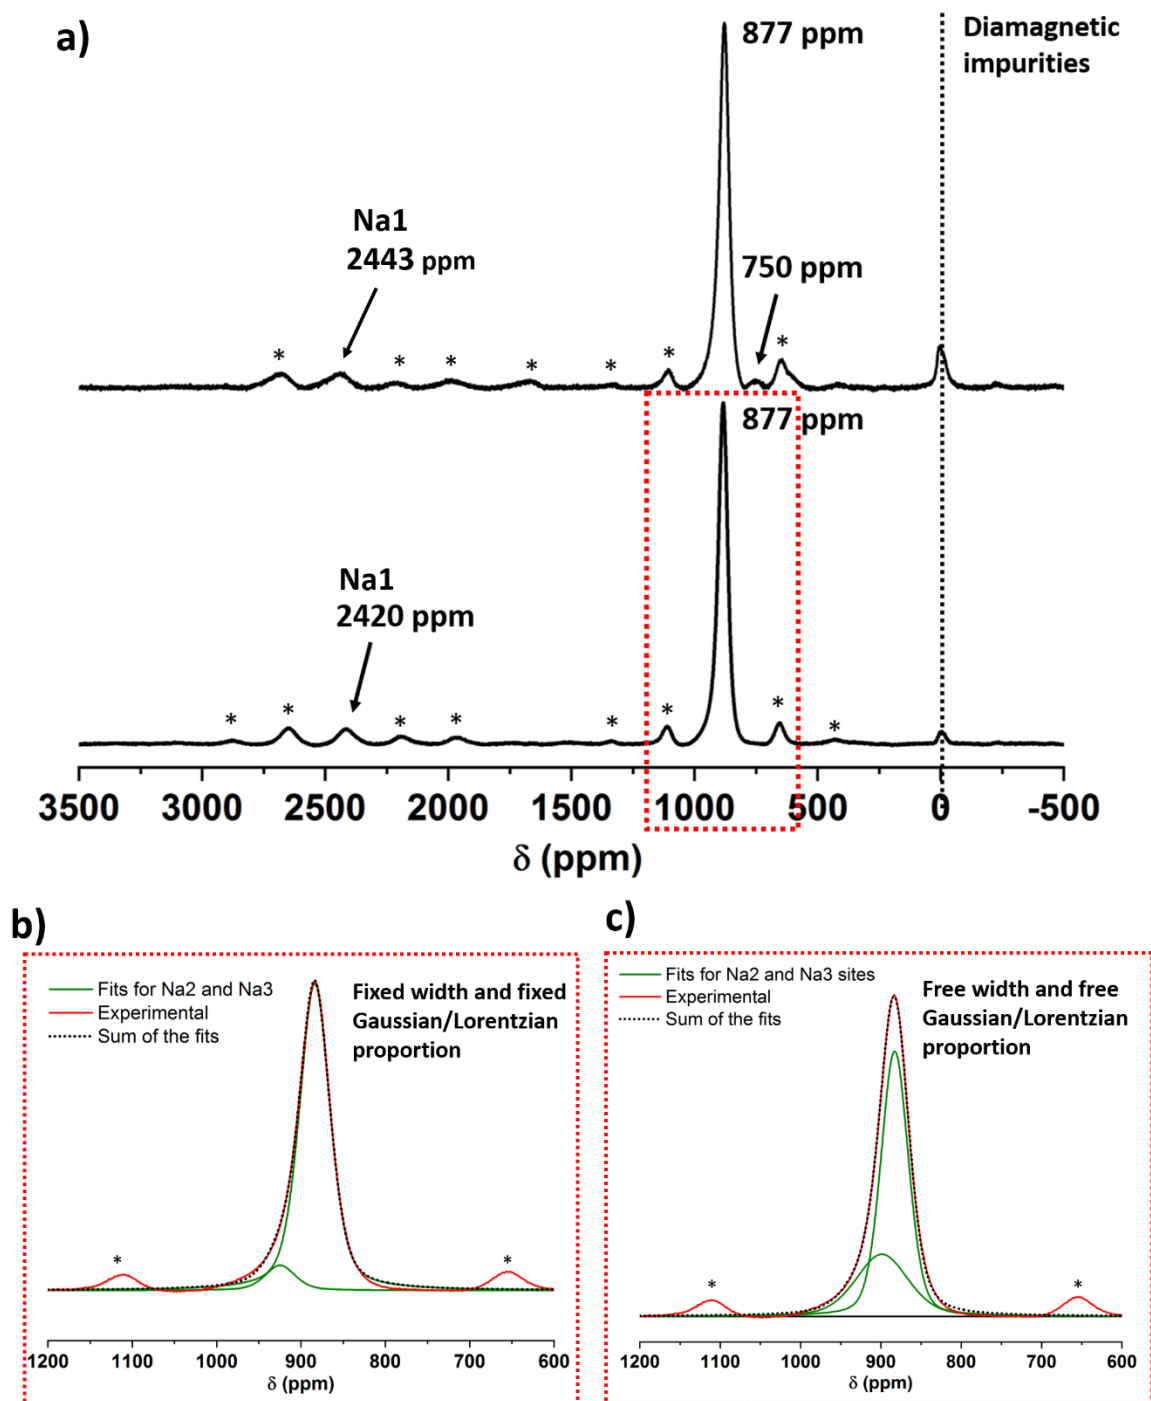 a)
877 ppm
Diamagnetic
impurities
Na1
2443 ppm
750 ppm
* * * * * * *
877 ppm
Na1
2420 ppm
* * * * * * * *
3500 3000 2500 2000 1500 1000 500 0 -500
δ (ppm)
b)
Fits for Na2 and Na3
Experimental
Sum of the fits
Fixed width and fixed
Gaussian/Lorentzian
proportion
* *
1200 1100 1000 900 800 700 600
δ (ppm)
c)
Fits for Na2 and Na3 sites
Experimental
Sum of the fits
Free width and free
Gaussian/Lorentzian
proportion
* *
1200 1100 1000 900 800 700 600
δ (ppm)